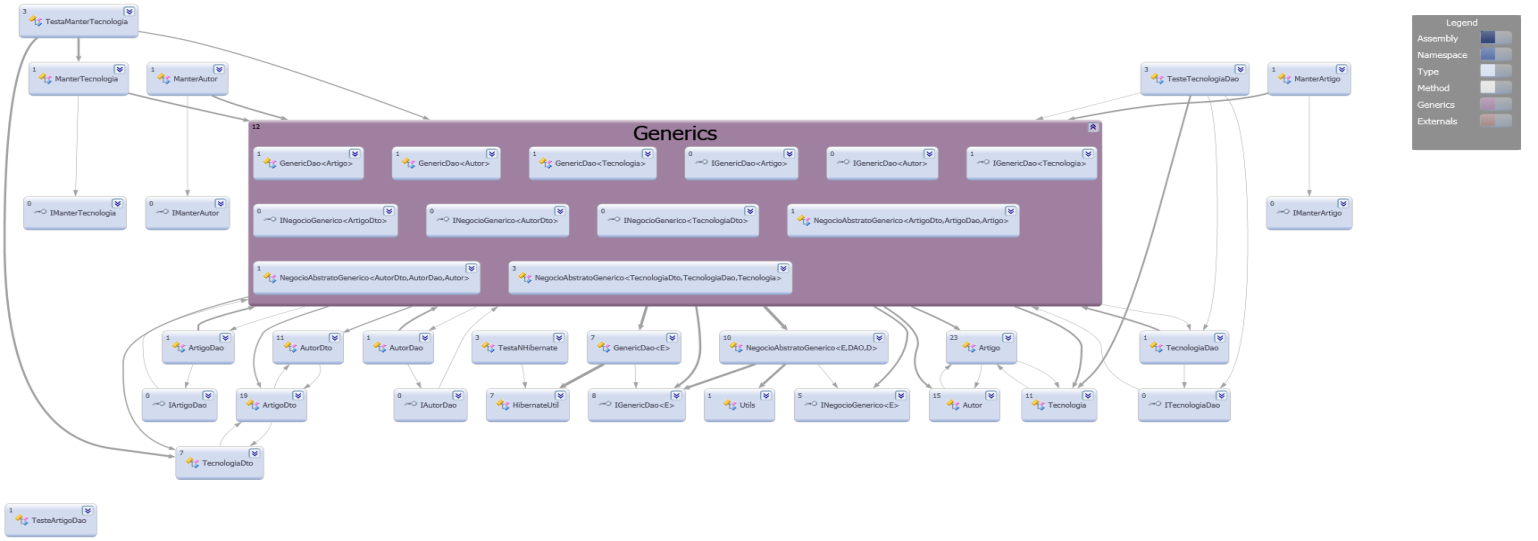 3 TestaManterTecnologia
Legend
Assembly
Namespace
Type
Method
Generics
Externals
1 ManterTecnologia
1 ManterAutor
3 TesteTecnologiaDao
1 ManterArtigo
12 Generics
1 GenericDao<Artigo>
1 GenericDao<Autor>
1 GenericDao<Tecnologia>
0 IGenericDao<Artigo>
0 IGenericDao<Autor>
1 IGenericDao<Tecnologia>
0 IManterTecnologia
0 IManterAutor
0 INegocioGenerico<ArtigoDto>
0 INegocioGenerico<AutorDto>
0 INegocioGenerico<TecnologiaDto>
1 NegocioAbstratoGenerico<ArtigoDto,ArtigoDao,Artigo>
0 IManterArtigo
1 NegocioAbstratoGenerico<AutorDto,AutorDao,Autor>
3 NegocioAbstratoGenerico<TecnologiaDto,TecnologiaDao,Tecnologia>
1 ArtigoDao
11 AutorDto
1 AutorDao
3 TestaNHibernate
7 GenericDao<E>
10 NegocioAbstratoGenerico<E,DAO,D>
23 Artigo
1 TecnologiaDao
0 IArtigoDao
19 ArtigoDto
0 IAutorDao
7 HibernateUtil
8 IGenericDao<E>
1 Utils
5 INegocioGenerico<E>
15 Autor
11 Tecnologia
0 ITecnologiaDao
7 TecnologiaDto
1 TesteArtigoDao